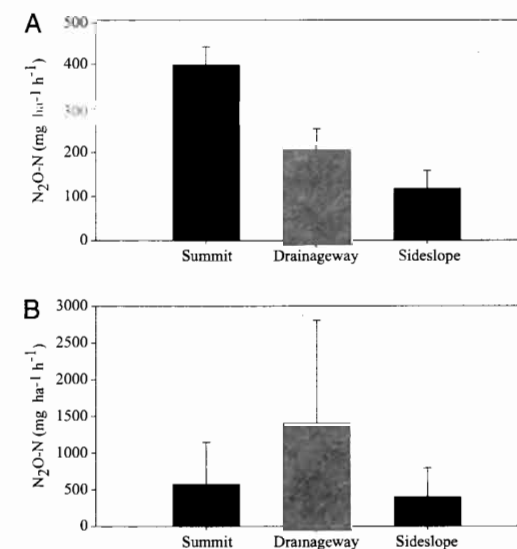 A
500
400
300
200
100
0
N₂O-N (mg ha⁻¹ h⁻¹)
Summit Drainageway Sideslope
B
3000
2500
2000
1500
1000
500
0
N₂O-N (mg ha⁻¹ h⁻¹)
Summit Drainageway Sideslope